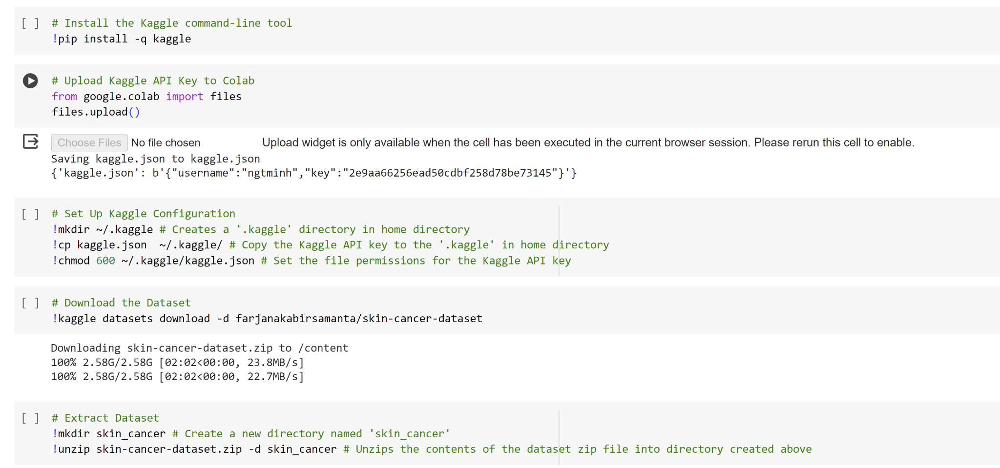 [ ] # Install the Kaggle command-line tool
!pip install -q kaggle
# Upload Kaggle API Key to Colab
from google.colab import files
files.upload()
Choose Files No file chosen Upload widget is only available when the cell has been executed in the current browser session. Please rerun this cell to enable.
Saving kaggle.json to kaggle.json
{'kaggle.json': b'{"username":"ngtminh","key":"2e9aa66256ead50cdbf258d78be73145"}'}
[ ] # Set Up Kaggle Configuration
!mkdir ~/.kaggle # Creates a '.kaggle' directory in home directory
!cp kaggle.json  ~/.kaggle/ # Copy the Kaggle API key to the '.kaggle' in home directory
!chmod 600 ~/.kaggle/kaggle.json # Set the file permissions for the Kaggle API key
[ ] # Download the Dataset
!kaggle datasets download -d farjanakabirsamanta/skin-cancer-dataset
Downloading skin-cancer-dataset.zip to /content
100% 2.58G/2.58G [02:02<00:00, 23.8MB/s]
100% 2.58G/2.58G [02:02<00:00, 22.7MB/s]
[ ] # Extract Dataset
!mkdir skin_cancer # Create a new directory named 'skin_cancer'
!unzip skin-cancer-dataset.zip -d skin_cancer # Unzips the contents of the dataset zip file into directory created above